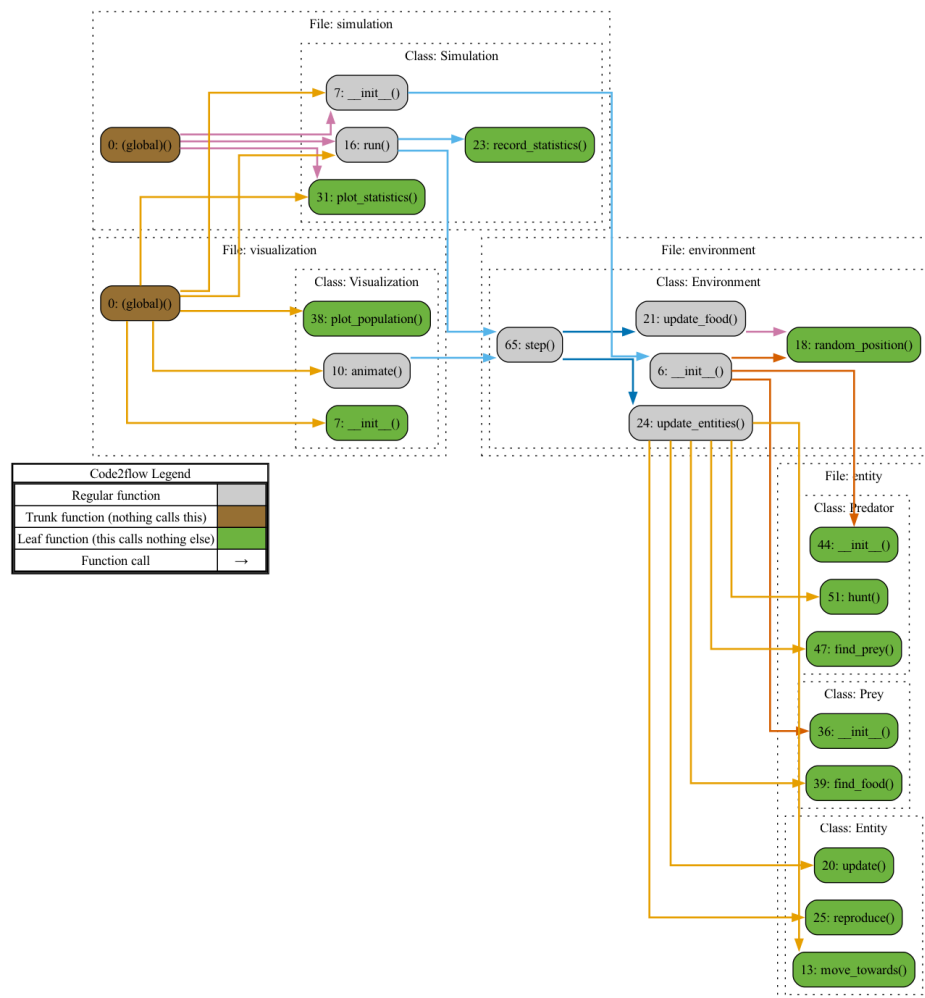 File: simulation
Class: Simulation
7: __init__()
0: (global)()
16: run()
23: record_statistics()
31: plot_statistics()
File: visualization
Class: Visualization
0: (global)()
38: plot_population()
10: animate()
7: __init__()
File: environment
Class: Environment
21: update_food()
65: step()
18: random_position()
6: __init__()
24: update_entities()
Code2flow Legend
Regular function
Trunk function (nothing calls this)
Leaf function (this calls nothing else)
Function call →
File: entity
Class: Predator
44: __init__()
51: hunt()
47: find_prey()
Class: Prey
36: __init__()
39: find_food()
Class: Entity
20: update()
25: reproduce()
13: move_towards()